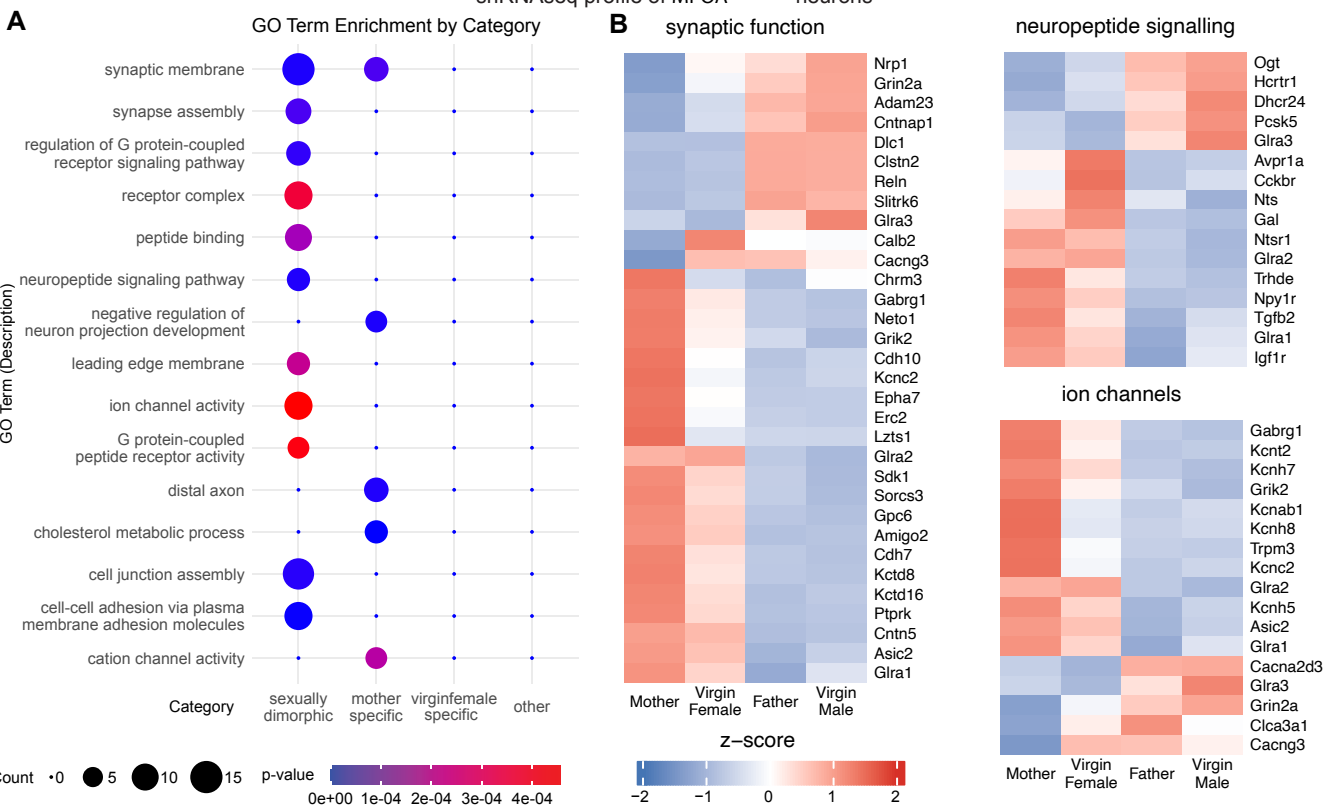 A
GO Term Enrichment by Category
GO Term (Description)
synaptic membrane
synapse assembly
regulation of G protein-coupled
receptor signaling pathway
receptor complex
peptide binding
neuropeptide signaling pathway
negative regulation of
neuron projection development
leading edge membrane
ion channel activity
G protein-coupled
peptide receptor activity
distal axon
cholesterol metabolic process
cell junction assembly
cell-cell adhesion via plasma
membrane adhesion molecules
cation channel activity
Category
sexually
dimorphic
mother
specific
virginfemale
specific
other
Count 0 5 10 15
p-value
0e+00 1e-04 2e-04 3e-04 4e-04
neurons
B
synaptic function
Nrp1
Grin2a
Adam23
Cntnap1
Dlc1
Clstn2
Reln
Slitrk6
Glra3
Calb2
Cacng3
Chrm3
Gabrg1
Neto1
Grik2
Cdh10
Kcnc2
Epha7
Erc2
Lzts1
Glra2
Sdk1
Sorcs3
Gpc6
Amigo2
Cdh7
Kctd8
Kctd16
Ptprk
Cntn5
Asic2
Glra1
Mother
Virgin
Female
Father
Virgin
Male
z−score
−2 −1 0 1 2
neuropeptide signalling
Ogt
Hcrtr1
Dhcr24
Pcsk5
Glra3
Avpr1a
Cckbr
Nts
Gal
Ntsr1
Glra2
Trhde
Npy1r
Tgfb2
Glra1
Igf1r
ion channels
Gabrg1
Kcnt2
Kcnh7
Grik2
Kcnab1
Kcnh8
Trpm3
Kcnc2
Glra2
Kcnh5
Asic2
Glra1
Cacna2d3
Glra3
Grin2a
Clca3a1
Cacng3
Mother
Virgin
Female
Father
Virgin
Male